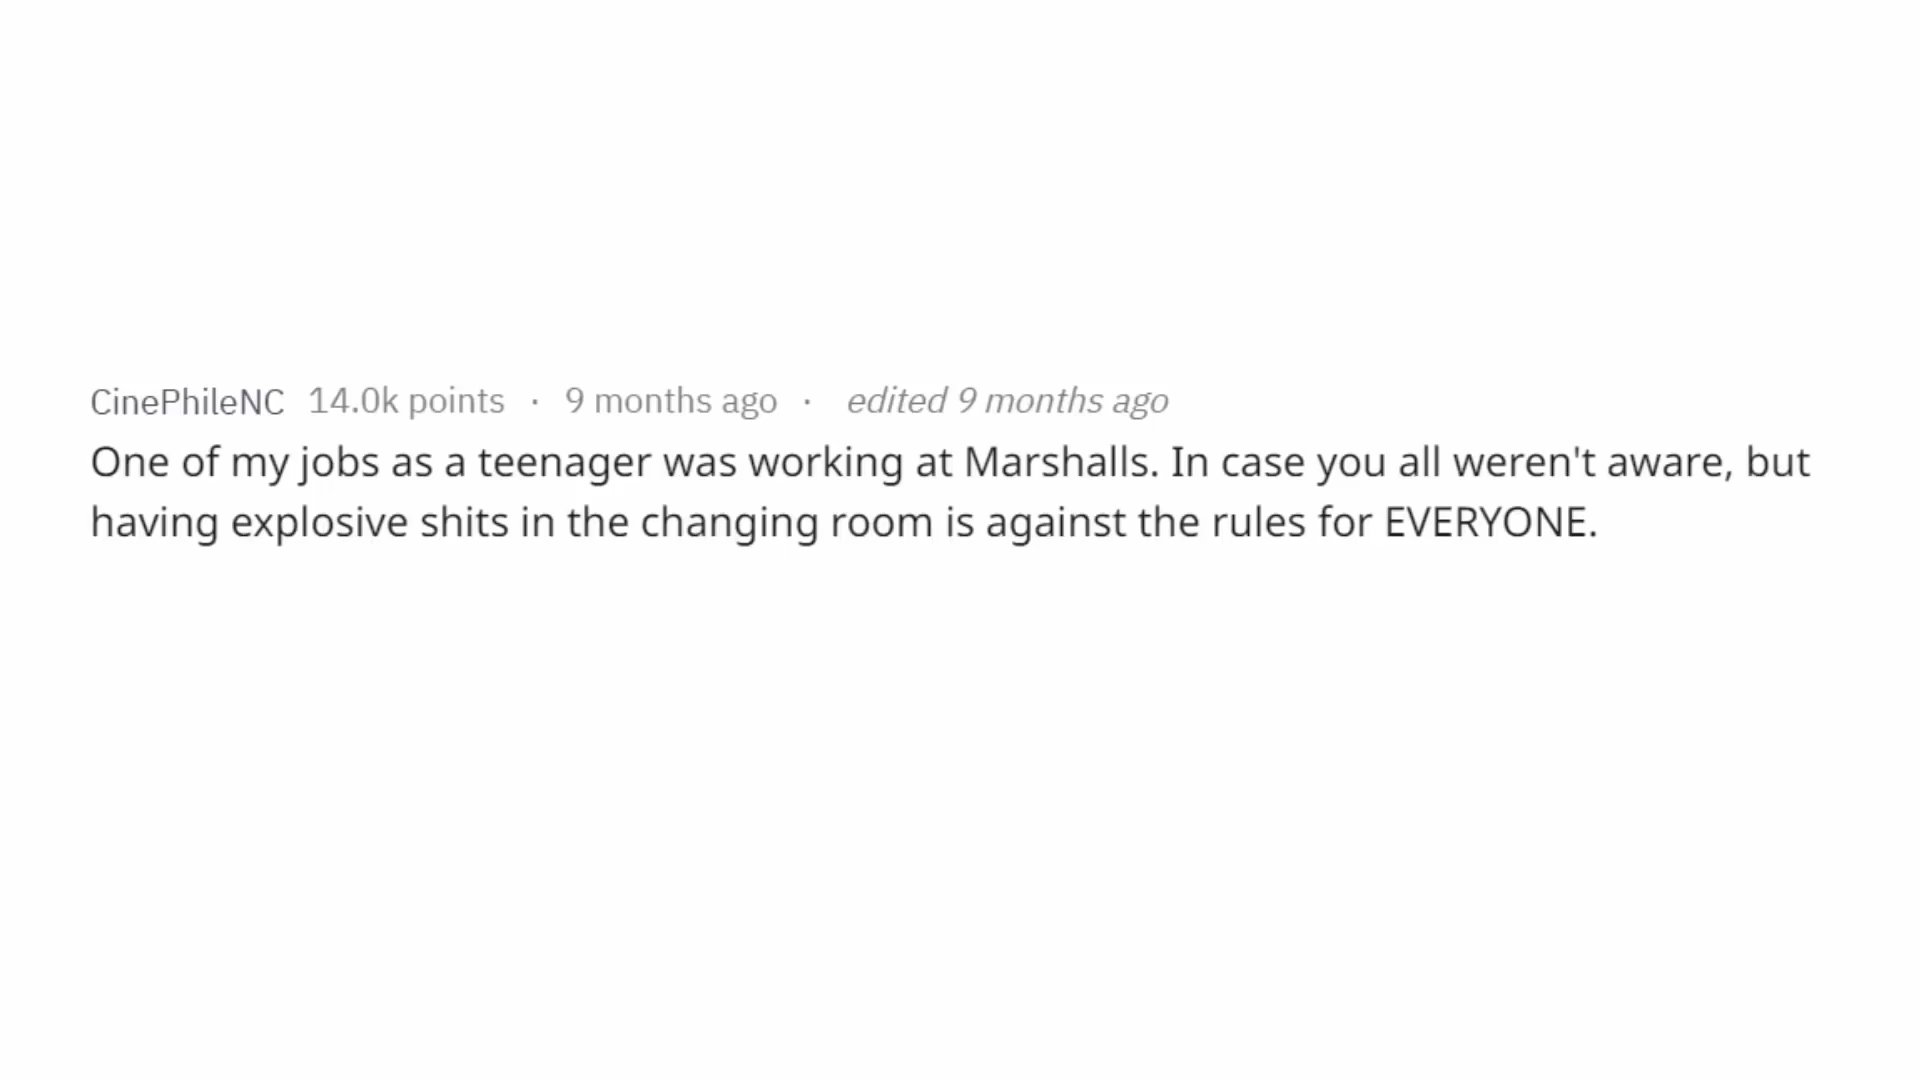 CinePhileNC 14.0k points · 9 months ago · edited 9 months ago
One of my jobs as a teenager was working at Marshalls. In case you all weren't aware, but
having explosive shits in the changing room is against the rules for EVERYONE.